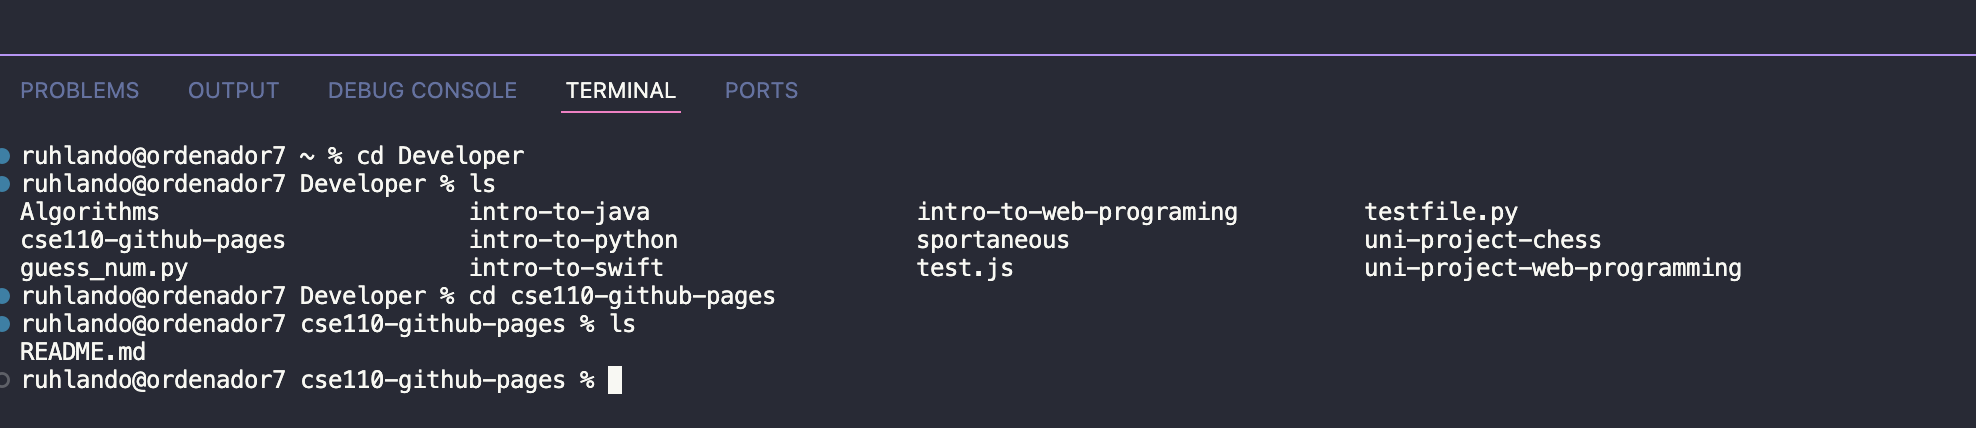 PROBLEMS OUTPUT DEBUG CONSOLE TERMINAL PORTS
ruhlando@ordenador7 ~ % cd Developer
ruhlando@ordenador7 Developer % ls
Algorithms intro-to-java intro-to-web-programing testfile.py
cse110-github-pages intro-to-python sportaneous uni-project-chess
guess_num.py intro-to-swift test.js uni-project-web-programming
ruhlando@ordenador7 Developer % cd cse110-github-pages
ruhlando@ordenador7 cse110-github-pages % ls
README.md
ruhlando@ordenador7 cse110-github-pages %